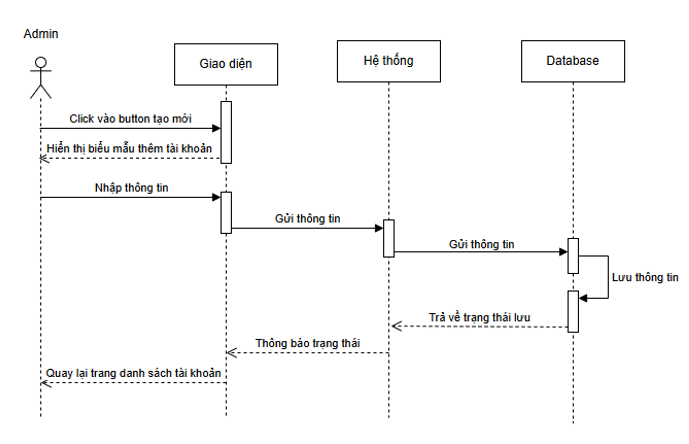 Admin
Giao diện
Hệ thống
Database
Click vào button tạo mới
Hiển thị biểu mẫu thêm tài khoản
Nhập thông tin
Gửi thông tin
Gửi thông tin
Lưu thông tin
Trả về trạng thái lưu
Thông báo trạng thái
Quay lại trang danh sách tài khoản